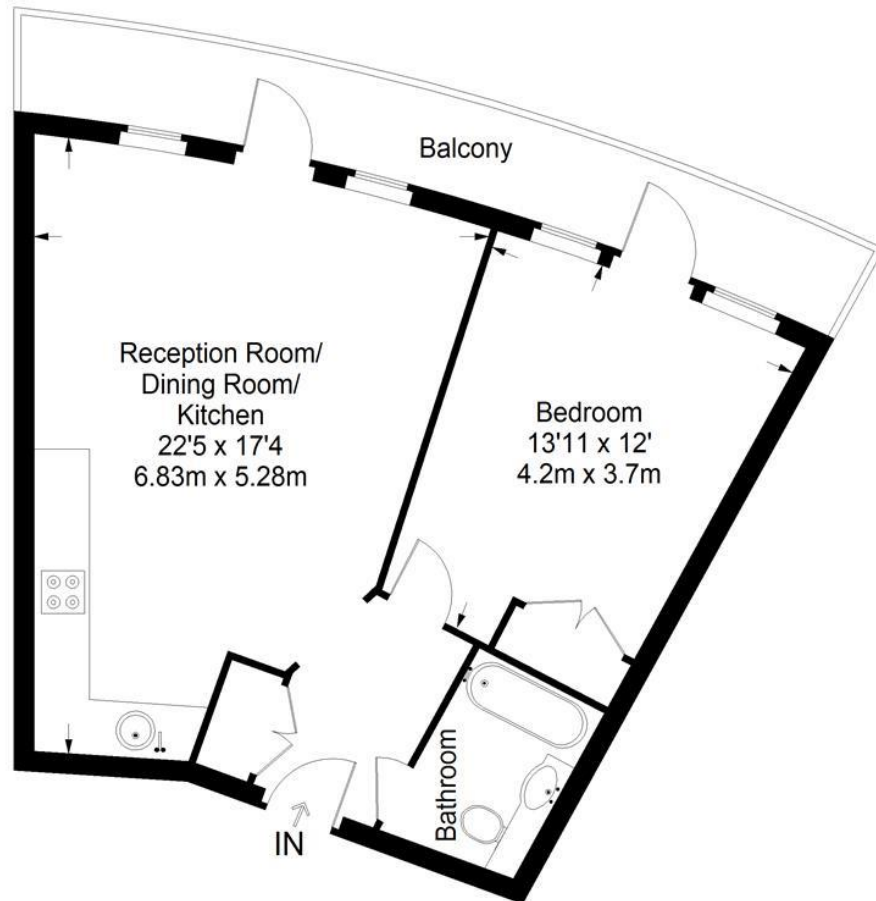 Balcony
Reception Room/
Dining Room/
Kitchen
22'5 x 17'4
6.83m x 5.28m
Bedroom
13'11 x 12'
4.2m x 3.7m
Bathroom
IN